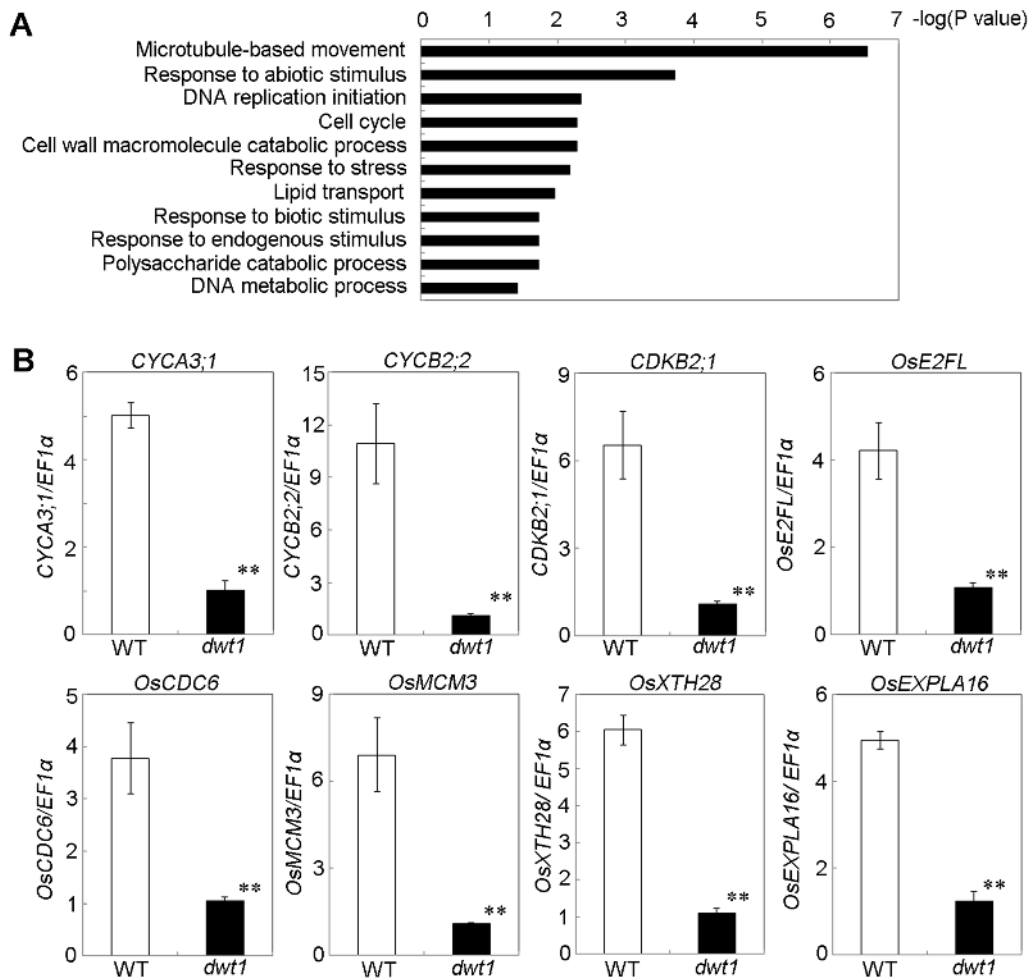 A
0 1 2 3 4 5 6 7 -log(P value)
Microtubule-based movement
Response to abiotic stimulus
DNA replication initiation
Cell cycle
Cell wall macromolecule catabolic process
Response to stress
Lipid transport
Response to biotic stimulus
Response to endogenous stimulus
Polysaccharide catabolic process
DNA metabolic process
B
CYCA3;1
CYCA3;1/EF1α
6
4
2
0
WT dwt1
**
CYCB2;2
CYCB2;2/EF1α
15
12
9
6
3
0
WT dwt1
**
CDKB2;1
CDKB2;1/EF1α
9
6
3
0
WT dwt1
**
OsE2FL
OsE2FL/EF1α
6
4
2
0
WT dwt1
**
OsCDC6
OsCDC6/EF1α
5
4
3
2
1
0
WT dwt1
**
OsMCM3
OsMCM3/EF1α
9
6
3
0
WT dwt1
**
OsXTH28
OsXTH28/ EF1α
7
6
5
4
3
2
1
0
WT dwt1
**
OsEXPLA16
OsEXPLA16/ EF1α
6
4
2
0
WT dwt1
**